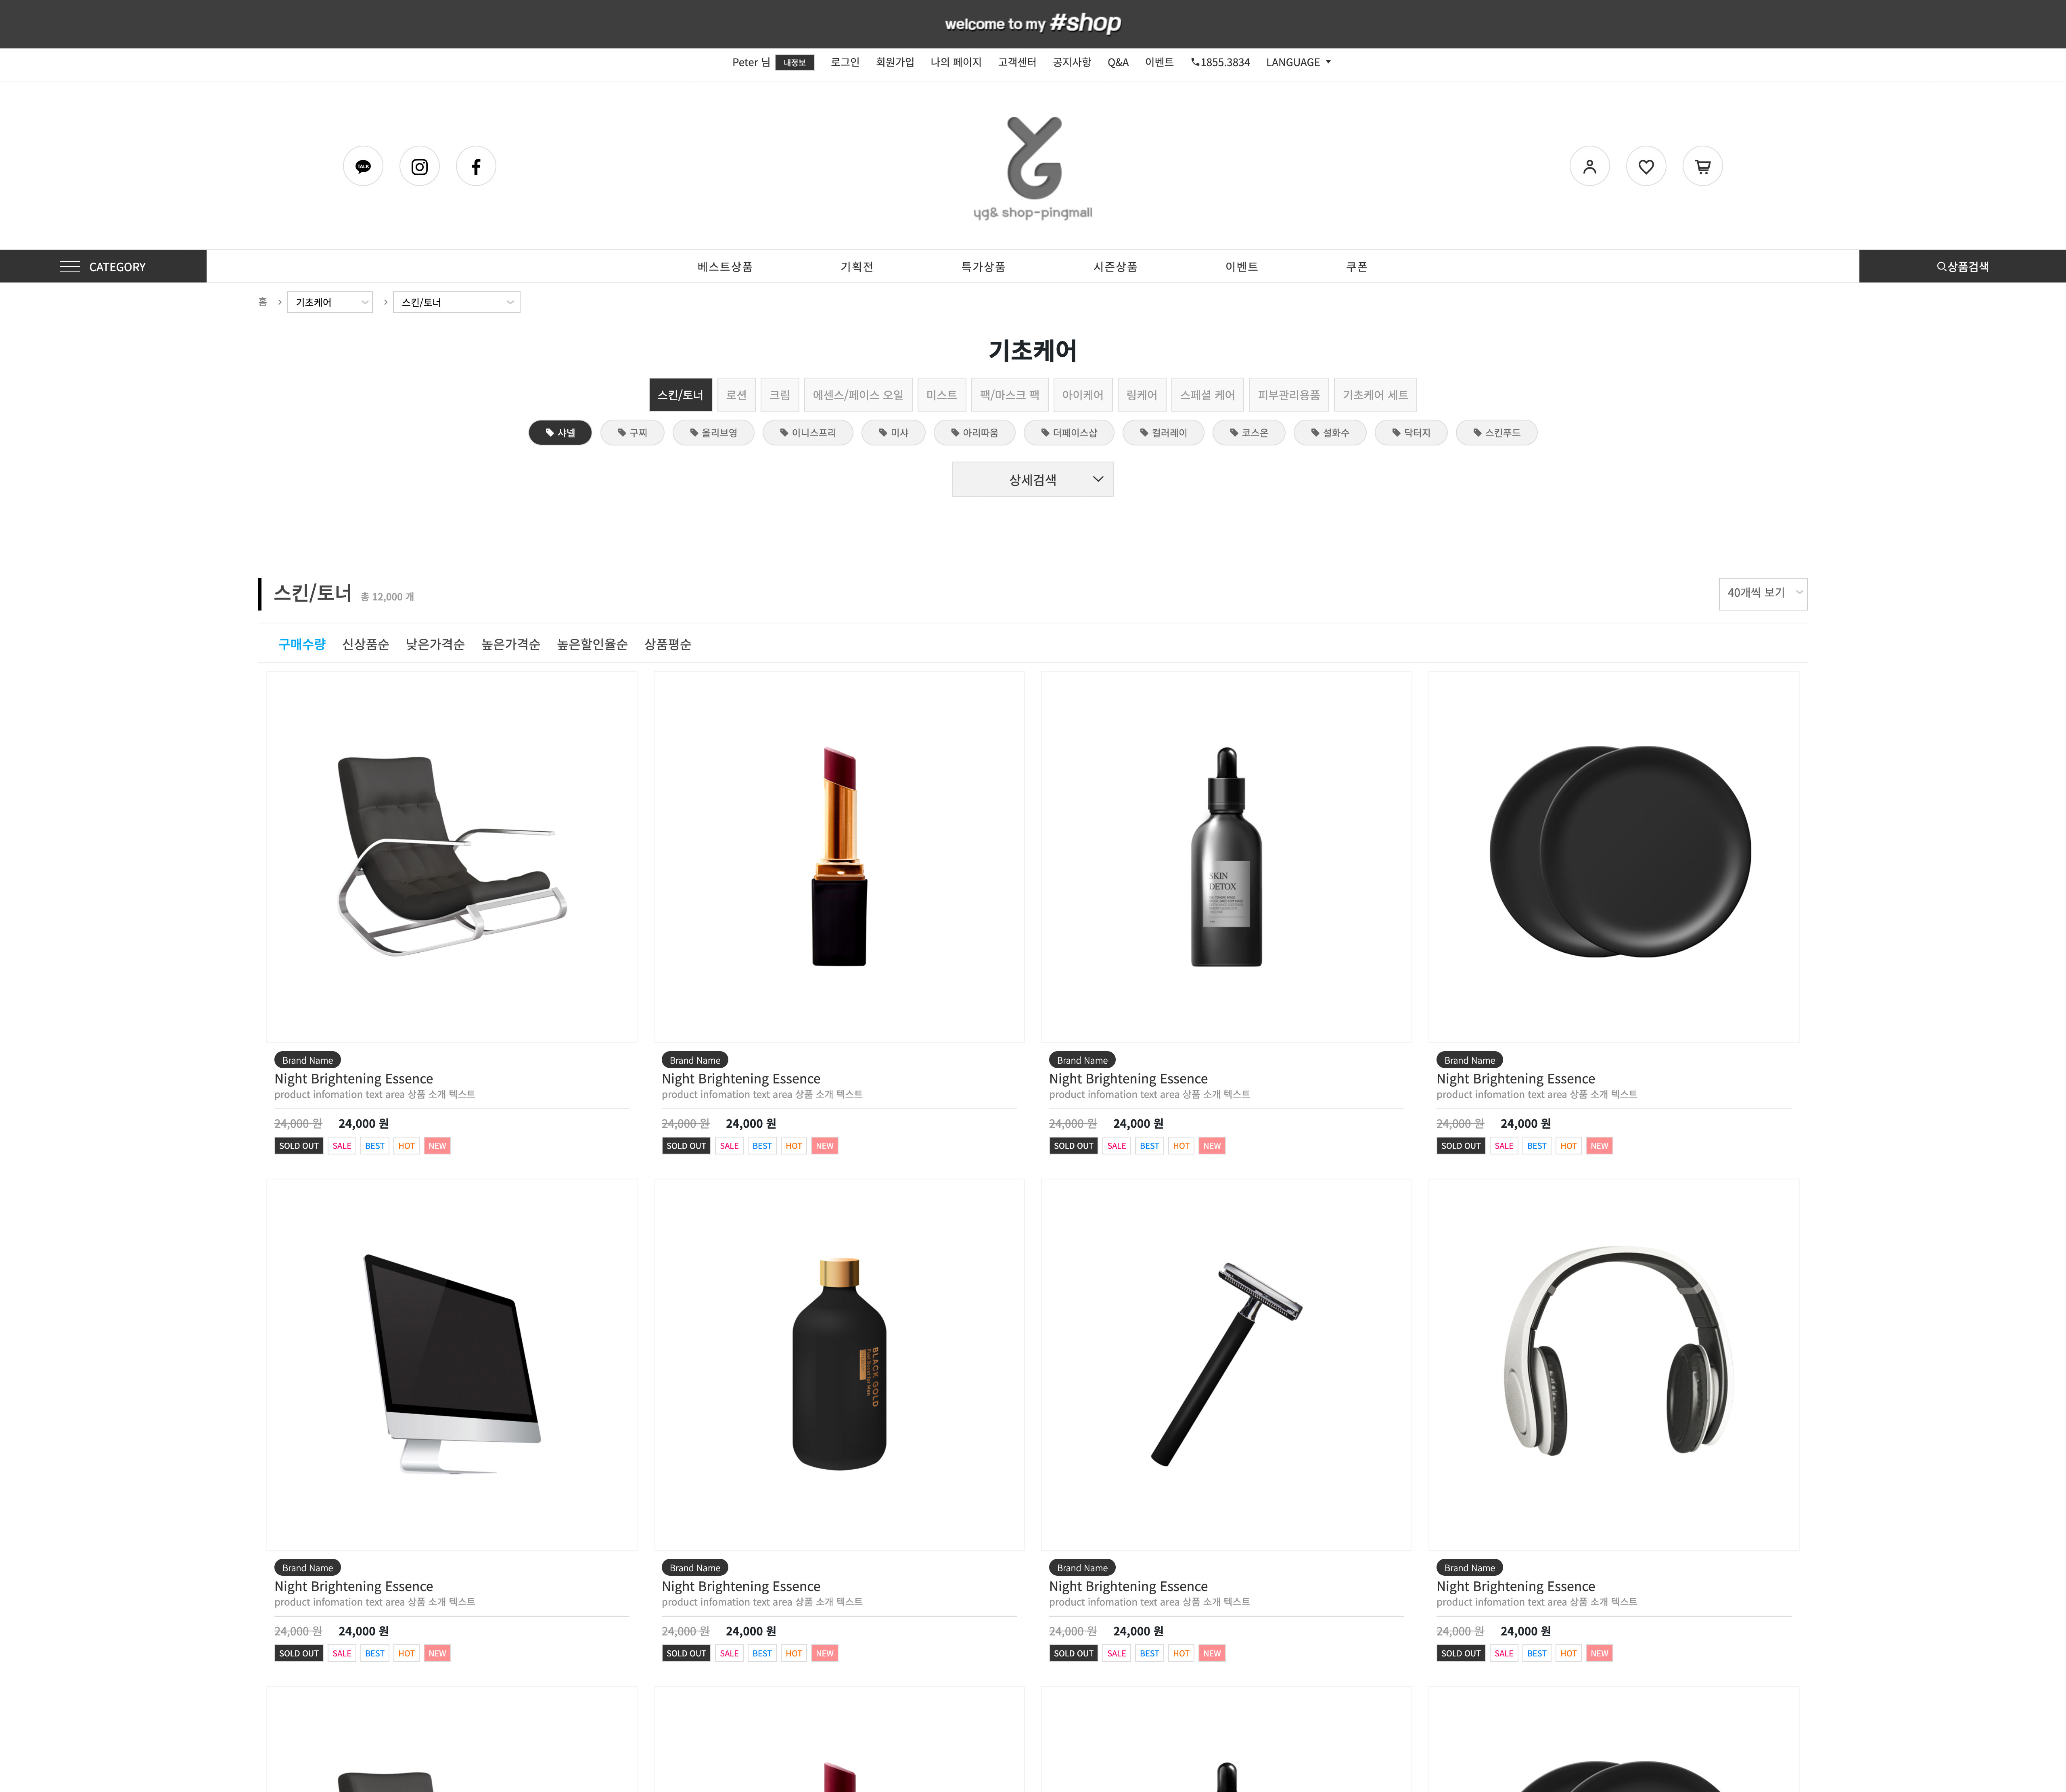 welcome to my #shop
Peter 님 내정보 로그인 회원가입 나의 페이지 고객센터 공지사항 Q&A 이벤트 1855.3834 LANGUAGE
TALK
yg& shop-pingmall
CATEGORY 베스트상품 기획전 특가상품 시즌상품 이벤트 쿠폰 상품검색
홈 > 기초케어 > 스킨/토너
기초케어
스킨/토너 로션 크림 에센스/페이스 오일 미스트 팩/마스크 팩 아이케어 링케어 스페셜 케어 피부관리용품 기초케어 세트
샤넬 구찌 올리브영 이니스프리 미샤 아리따움 더페이스샵 컬러레이 코스온 설화수 닥터지 스킨푸드
상세검색
스킨/토너 총 12,000 개 40개씩 보기
구매수량 신상품순 낮은가격순 높은가격순 높은할인율순 상품평순
SKIN
DETOX
Brand Name Brand Name Brand Name Brand Name
Night Brightening Essence Night Brightening Essence Night Brightening Essence Night Brightening Essence
product infomation text area 상품 소개 텍스트 product infomation text area 상품 소개 텍스트 product infomation text area 상품 소개 텍스트 product infomation text area 상품 소개 텍스트
24,000 원 24,000 원 24,000 원 24,000 원 24,000 원 24,000 원 24,000 원 24,000 원
SOLD OUT SALE BEST HOT NEW SOLD OUT SALE BEST HOT NEW SOLD OUT SALE BEST HOT NEW SOLD OUT SALE BEST HOT NEW
BLACK GOLD
Brand Name Brand Name Brand Name Brand Name
Night Brightening Essence Night Brightening Essence Night Brightening Essence Night Brightening Essence
product infomation text area 상품 소개 텍스트 product infomation text area 상품 소개 텍스트 product infomation text area 상품 소개 텍스트 product infomation text area 상품 소개 텍스트
24,000 원 24,000 원 24,000 원 24,000 원 24,000 원 24,000 원 24,000 원 24,000 원
SOLD OUT SALE BEST HOT NEW SOLD OUT SALE BEST HOT NEW SOLD OUT SALE BEST HOT NEW SOLD OUT SALE BEST HOT NEW